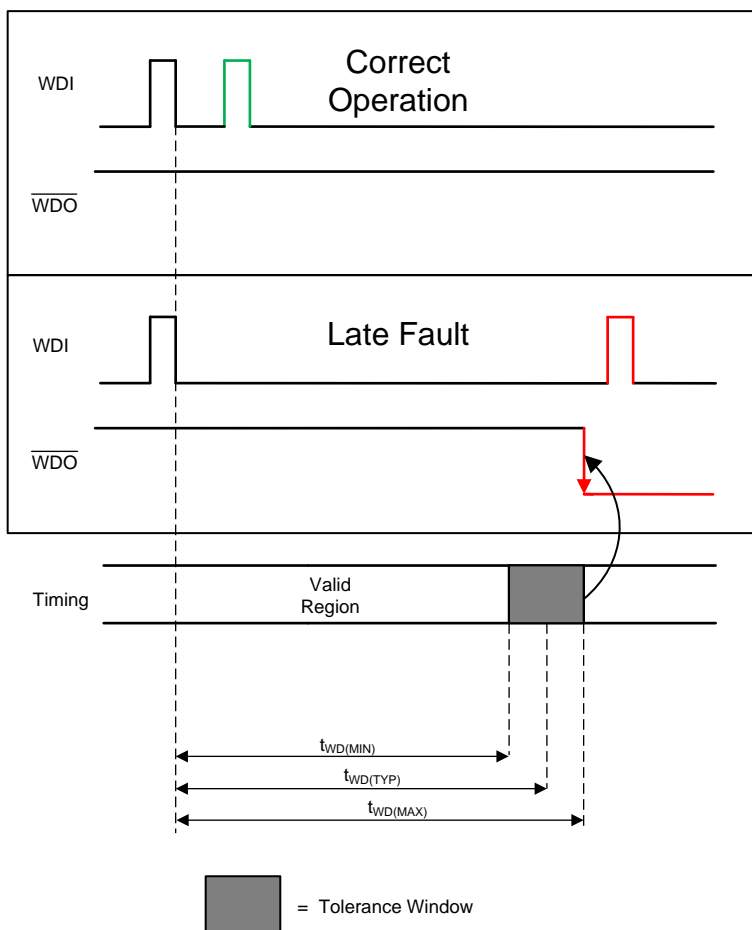 WDI
Correct
Operation
WDO
WDI
Late Fault
WDO
Timing
Valid
Region
tWD(MIN)
tWD(TYP)
tWD(MAX)
= Tolerance Window